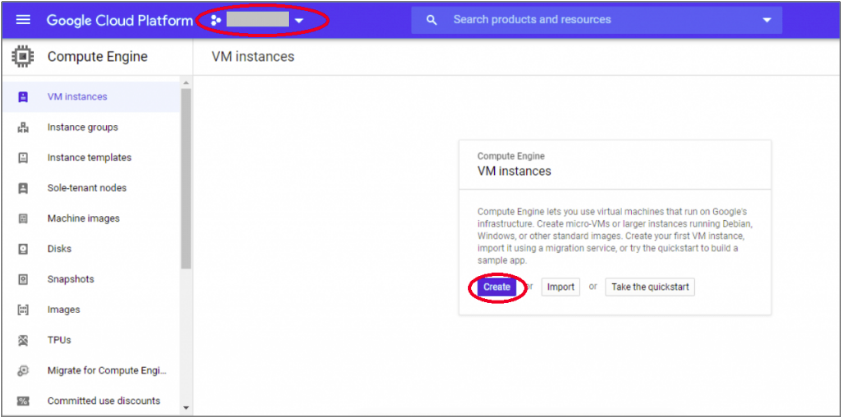 Google Cloud Platform
Search products and resources
Compute Engine
VM instances
VM instances
Instance groups
Instance templates
Sole-tenant nodes
Machine images
Disks
Snapshots
Images
TPUs
Migrate for Compute Engi...
Committed use discounts
Compute Engine
VM instances
Compute Engine lets you use virtual machines that run on Google's
infrastructure. Create micro-VMs or larger instances running Debian,
Windows, or other standard images. Create your first VM instance,
import it using a migration service, or try the quickstart to build a
sample app.
Create or Import or Take the quickstart